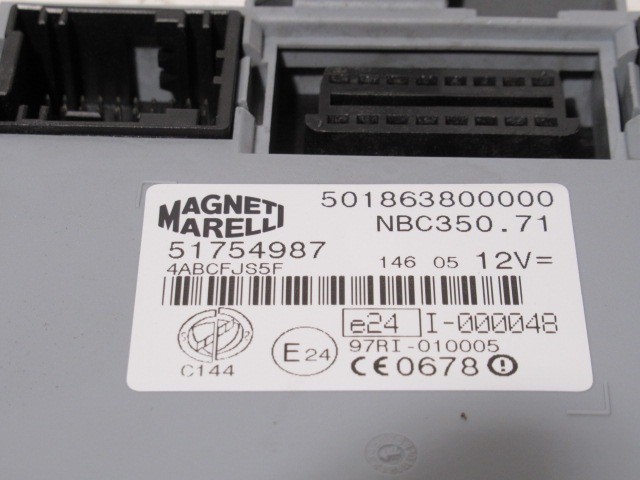 MAGNETI MARELLI
501863800000
NBC350.71
51754987
4ABCFJS5F
146 05 12V=
e24 I-000048
97RI-010005
E24
CE0678
C144